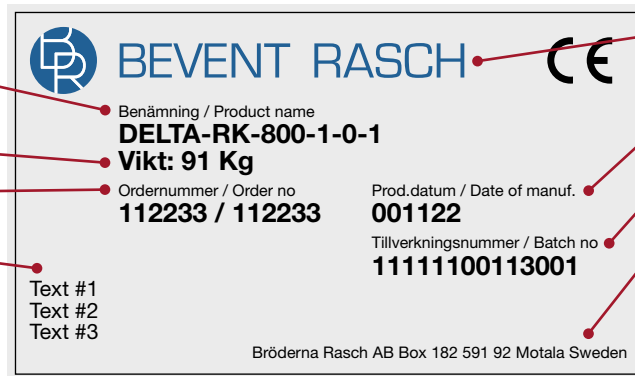 BR BEVENT RASCH CE
Benämning / Product name
DELTA-RK-800-1-0-1
Vikt: 91 Kg
Ordernummer / Order no
112233 / 112233
Prod.datum / Date of manuf.
001122
Tillverkningsnummer / Batch no
11111100113001
Text #1
Text #2
Text #3
Bröderna Rasch AB Box 182 591 92 Motala Sweden